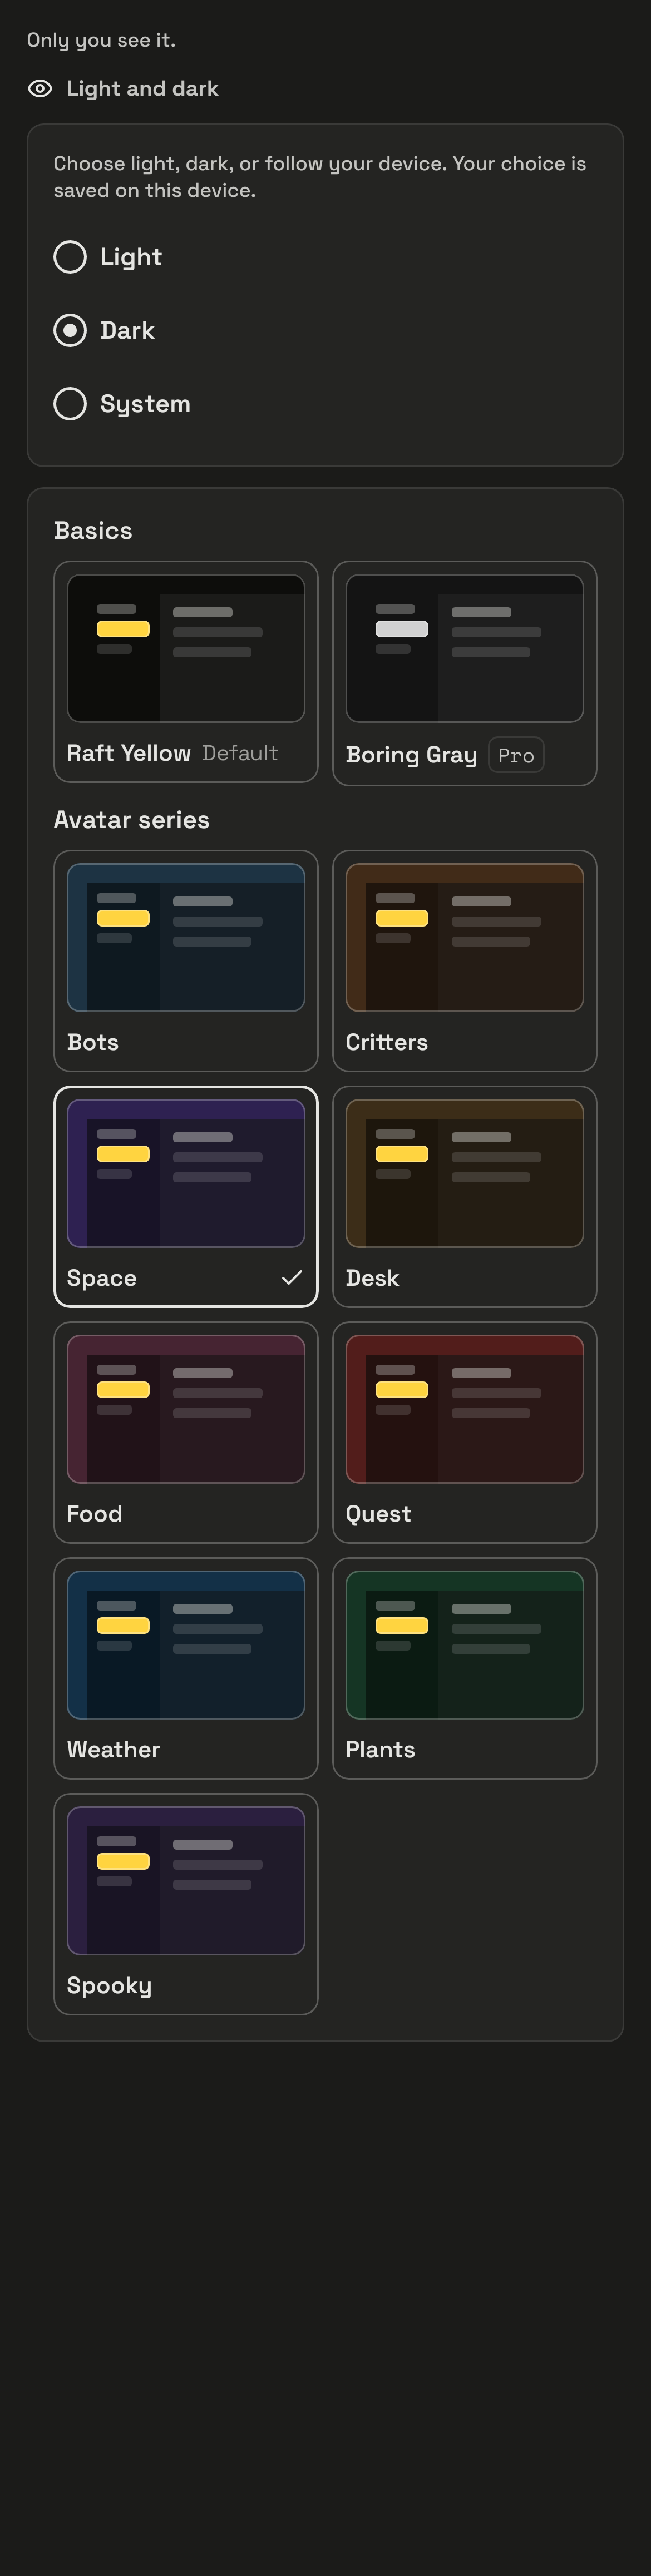 Only you see it.
Light and dark
Choose light, dark, or follow your device. Your choice is
saved on this device.
Light
Dark
System
Basics
Raft Yellow Default
Boring Gray Pro
Avatar series
Bots
Critters
Space
Desk
Food
Quest
Weather
Plants
Spooky